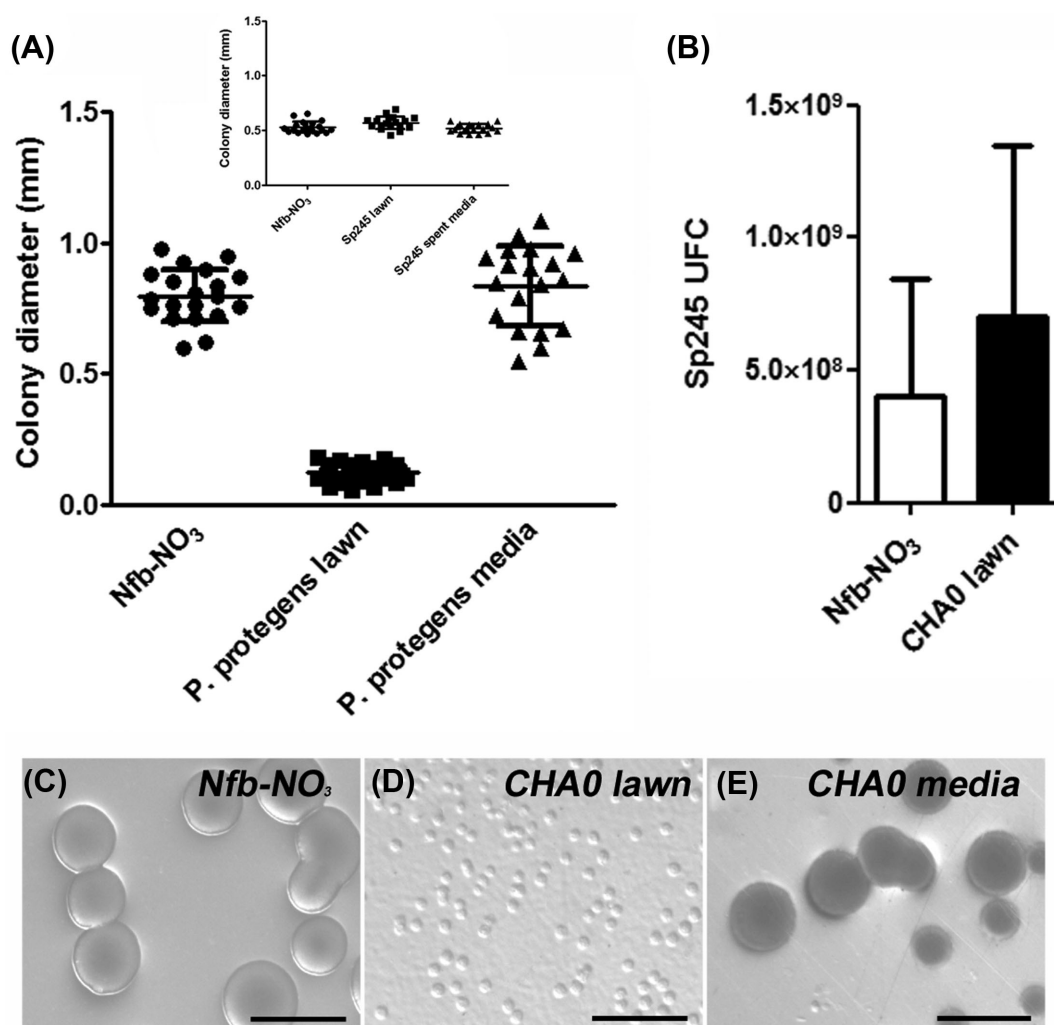 (A)
Colony diameter (mm)
1.5
1.0
0.5
0.0
Nfb-NO₃
P. protegens lawn
P. protegens media
Colony diameter (mm)
1.5
1.0
0.5
0.0
Nfb-NO₃
Sp245 lawn
Sp245 spent media
(B)
Sp245 UFC
1.5×10⁹
1.0×10⁹
5.0×10⁸
0
Nfb-NO₃
CHA0 lawn
(C) Nfb-NO₃
(D) CHA0 lawn
(E) CHA0 media